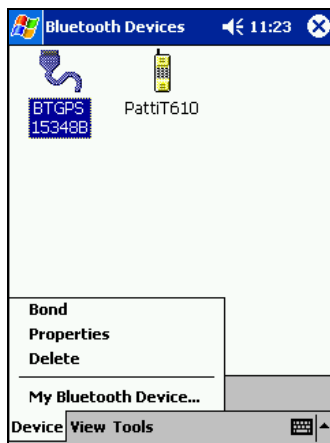 Bluetooth Devices 11:23
BTGPS
15348B
PattiT610
Bond
Properties
Delete
My Bluetooth Device...
Device View Tools